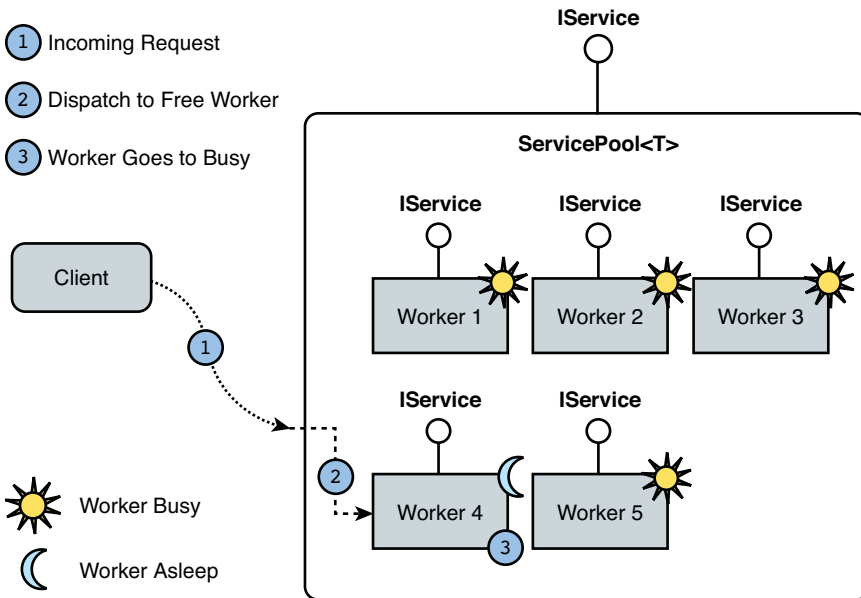 1 Incoming Request
2 Dispatch to Free Worker
3 Worker Goes to Busy
IService
ServicePool<T>
IService IService IService
Client
Worker 1 Worker 2 Worker 3
1
IService IService
2
Worker 4 Worker 5
3
Worker Busy
Worker Asleep